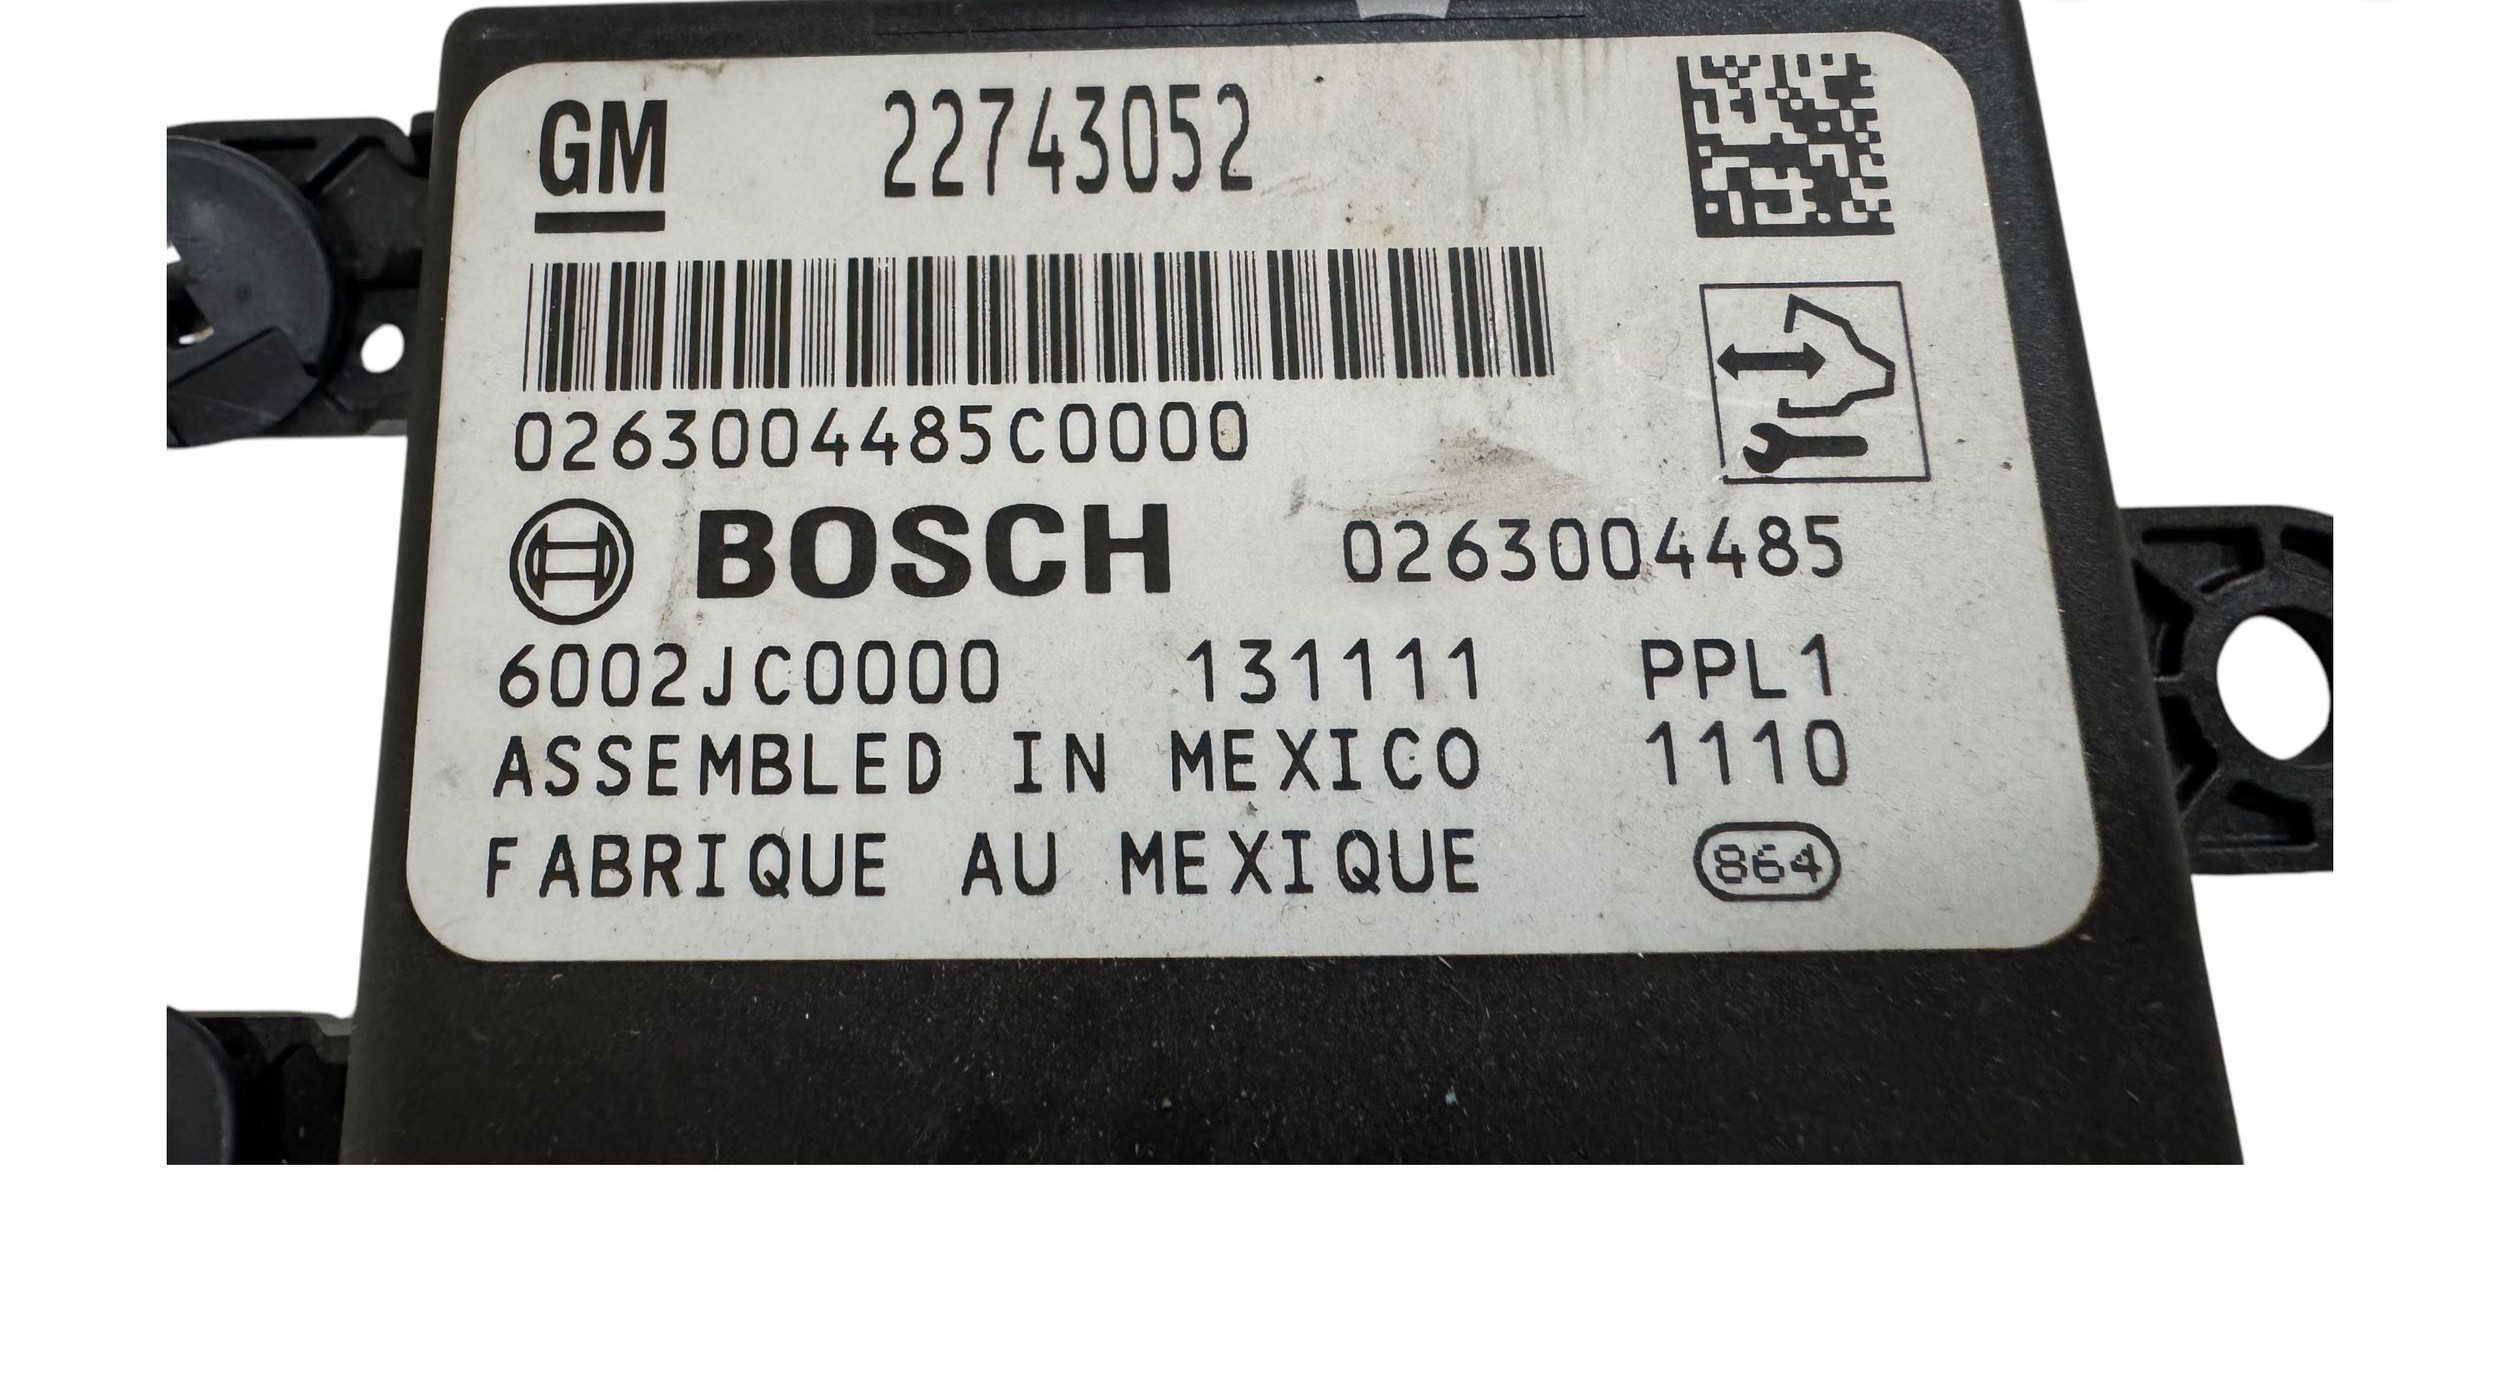 GM 22743052
0263004485C0000
BOSCH 0263004485
6002JC0000 131111 PPL1
ASSEMBLED IN MEXICO 1110
FABRIQUE AU MEXIQUE 864